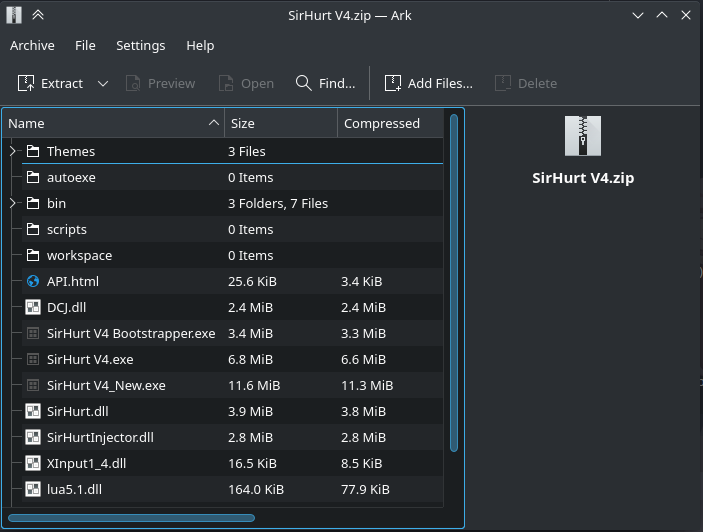 SirHurt V4.zip — Ark
Archive File Settings Help
Extract Preview Open Find... Add Files... Delete
Name Size Compressed
Themes 3 Files
autoexe 0 Items
bin 3 Folders, 7 Files
scripts 0 Items
workspace 0 Items
API.html 25.6 KiB 3.4 KiB
DCJ.dll 2.4 MiB 2.4 MiB
SirHurt V4 Bootstrapper.exe 3.4 MiB 3.3 MiB
SirHurt V4.exe 6.8 MiB 6.6 MiB
SirHurt V4_New.exe 11.6 MiB 11.3 MiB
SirHurt.dll 3.9 MiB 3.8 MiB
SirHurtInjector.dll 2.8 MiB 2.8 MiB
XInput1_4.dll 16.5 KiB 8.5 KiB
lua5.1.dll 164.0 KiB 77.9 KiB
SirHurt V4.zip